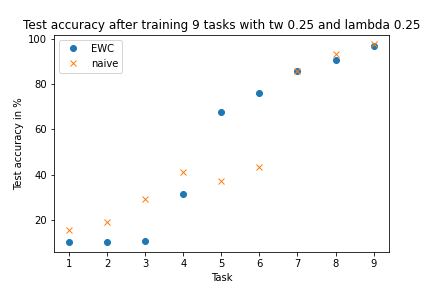 Test accuracy after training 9 tasks with tw 0.25 and lambda 0.25
EWC
naive
100
80
60
40
20
Test accuracy in %
1 2 3 4 5 6 7 8 9
Task